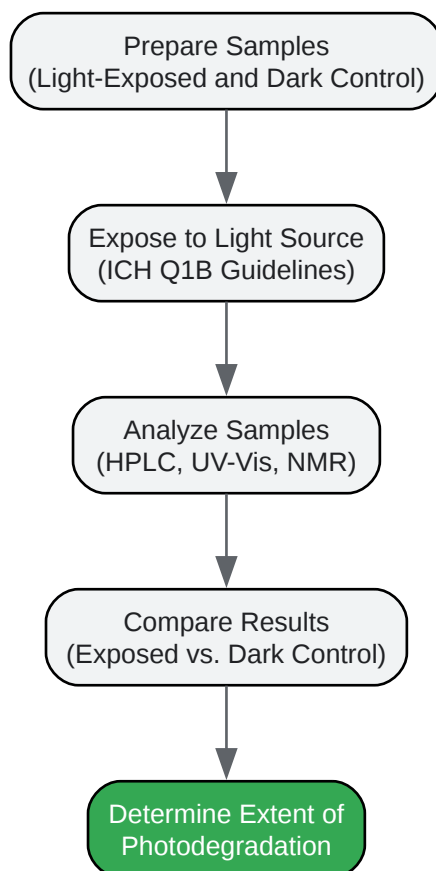 Prepare Samples
(Light-Exposed and Dark Control)
Expose to Light Source
(ICH Q1B Guidelines)
Analyze Samples
(HPLC, UV-Vis, NMR)
Compare Results
(Exposed vs. Dark Control)
Determine Extent of
Photodegradation